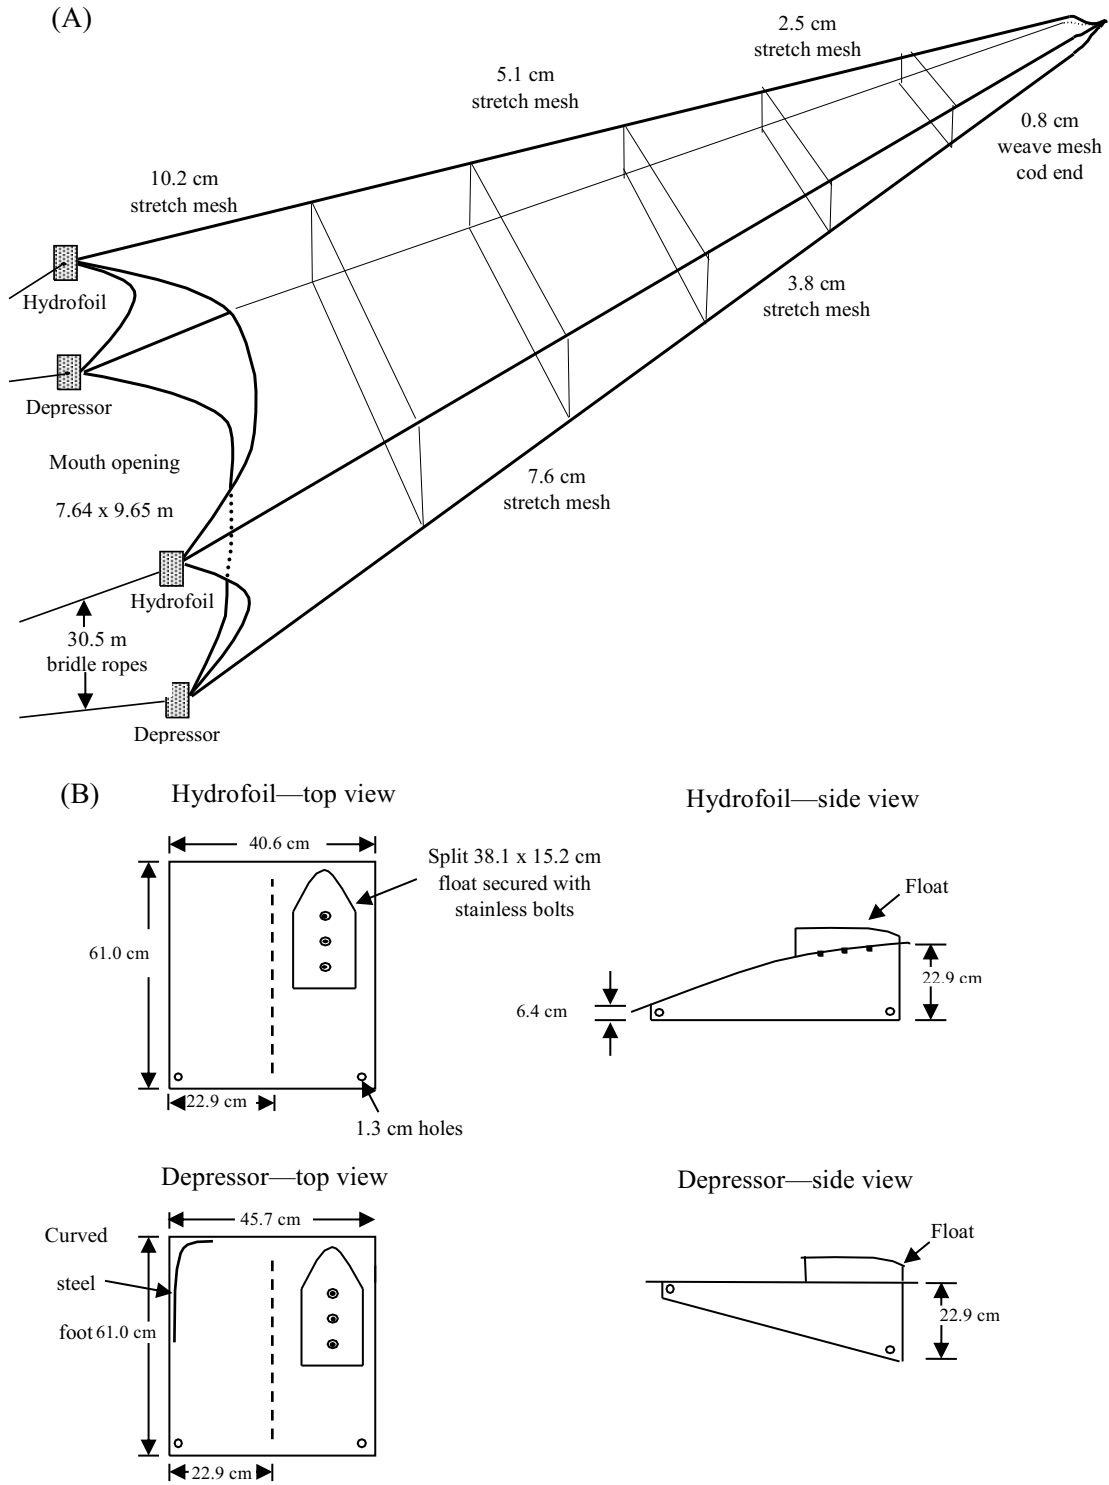 (A)
2.5 cm
stretch mesh
5.1 cm
stretch mesh
0.8 cm
weave mesh
cod end
10.2 cm
stretch mesh
Hydrofoil
3.8 cm
stretch mesh
Depressor
Mouth opening
7.64 x 9.65 m
7.6 cm
stretch mesh
Hydrofoil
30.5 m
bridle ropes
Depressor
(B)
Hydrofoil—top view
40.6 cm
61.0 cm
Split 38.1 x 15.2 cm
float secured with
stainless bolts
22.9 cm
1.3 cm holes
Hydrofoil—side view
Float
22.9 cm
6.4 cm
Depressor—top view
45.7 cm
Curved
steel
foot
61.0 cm
22.9 cm
Depressor—side view
Float
22.9 cm